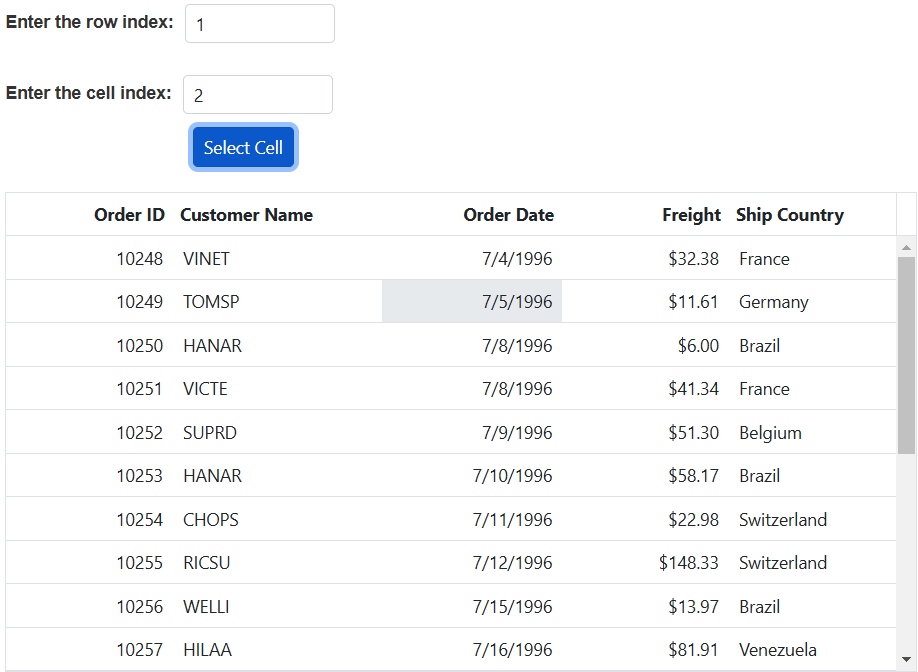 Enter the row index: 1
Enter the cell index: 2
Select Cell
Order ID Customer Name Order Date Freight Ship Country
10248 VINET 7/4/1996 $32.38 France
10249 TOMSP 7/5/1996 $11.61 Germany
10250 HANAR 7/8/1996 $6.00 Brazil
10251 VICTE 7/8/1996 $41.34 France
10252 SUPRD 7/9/1996 $51.30 Belgium
10253 HANAR 7/10/1996 $58.17 Brazil
10254 CHOPS 7/11/1996 $22.98 Switzerland
10255 RICSU 7/12/1996 $148.33 Switzerland
10256 WELLI 7/15/1996 $13.97 Brazil
10257 HILAA 7/16/1996 $81.91 Venezuela